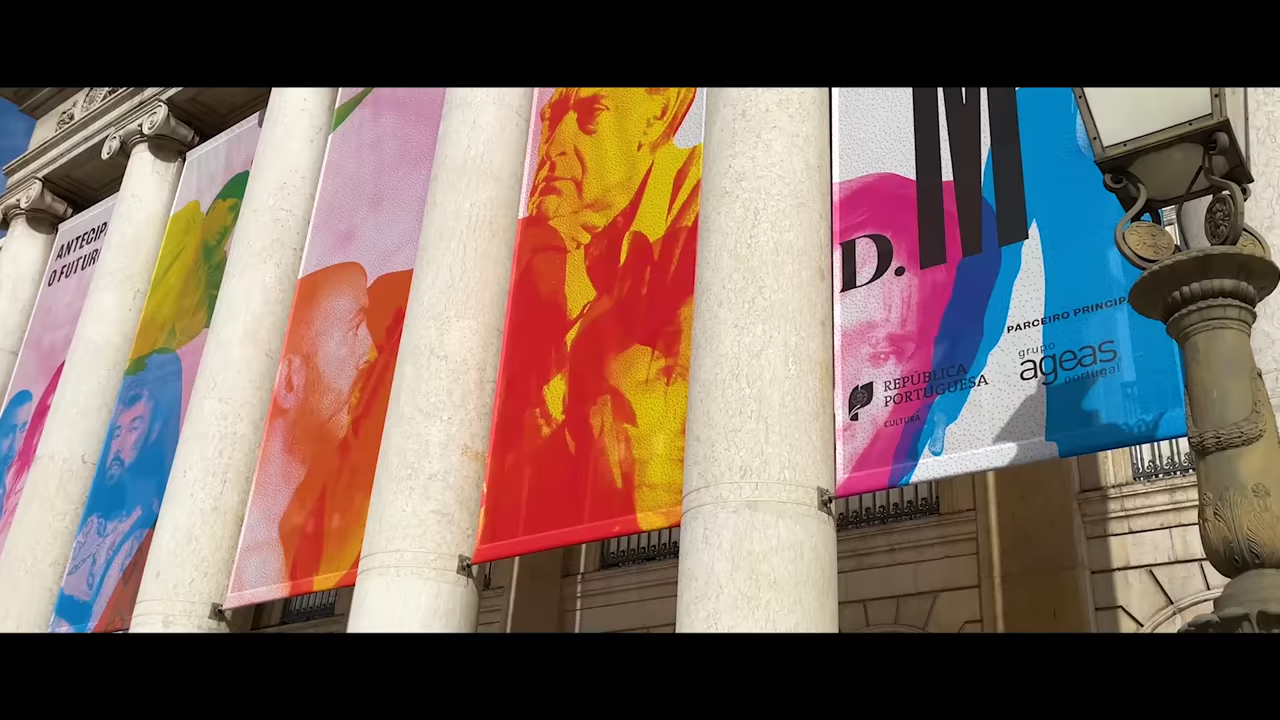 ANTECIP
O FUTUR
D.M
PARCEIRO PRINCIPA
grupo
ageas
portugal
REPÚBLICA
PORTUGUESA
CULTURA